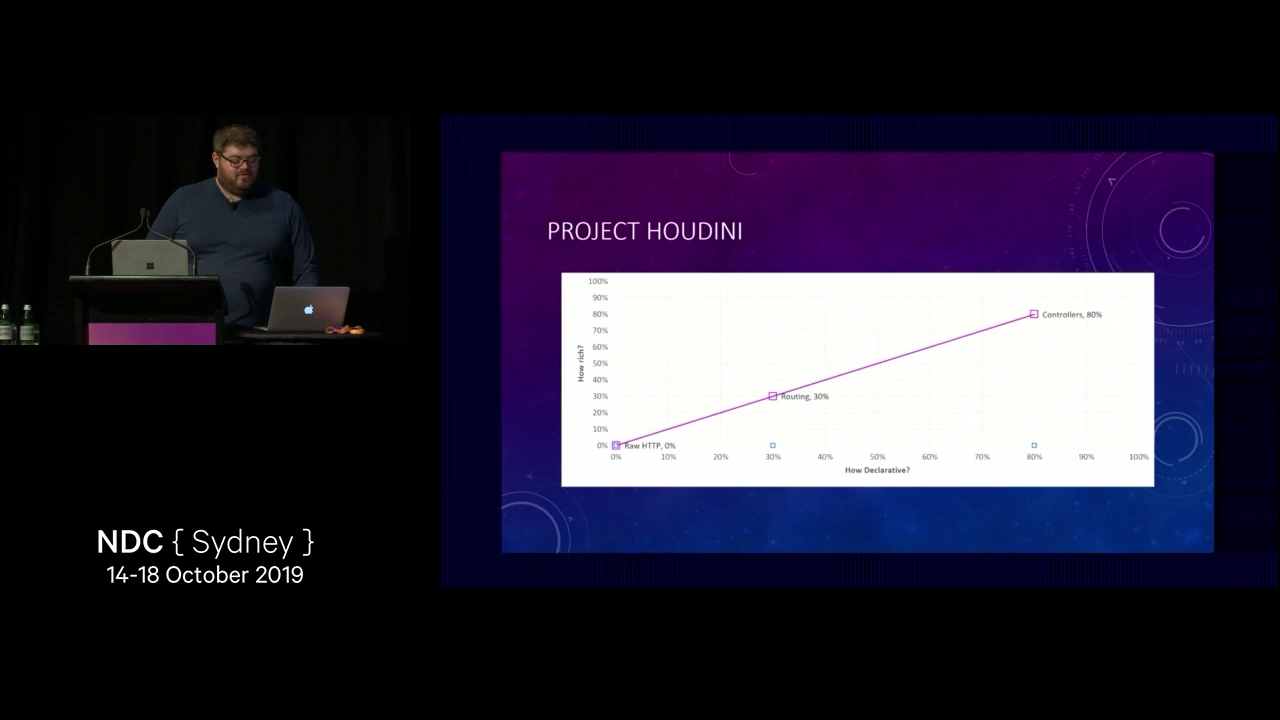 PROJECT HOUDINI
100%
90%
80%
70%
60%
50%
40%
30%
20%
10%
0%
How rich?
Controllers, 80%
Routing, 30%
Raw HTTP, 0%
0% 10% 20% 30% 40% 50% 60% 70% 80% 90% 100%
How Declarative?
NDC { Sydney }
14-18 October 2019